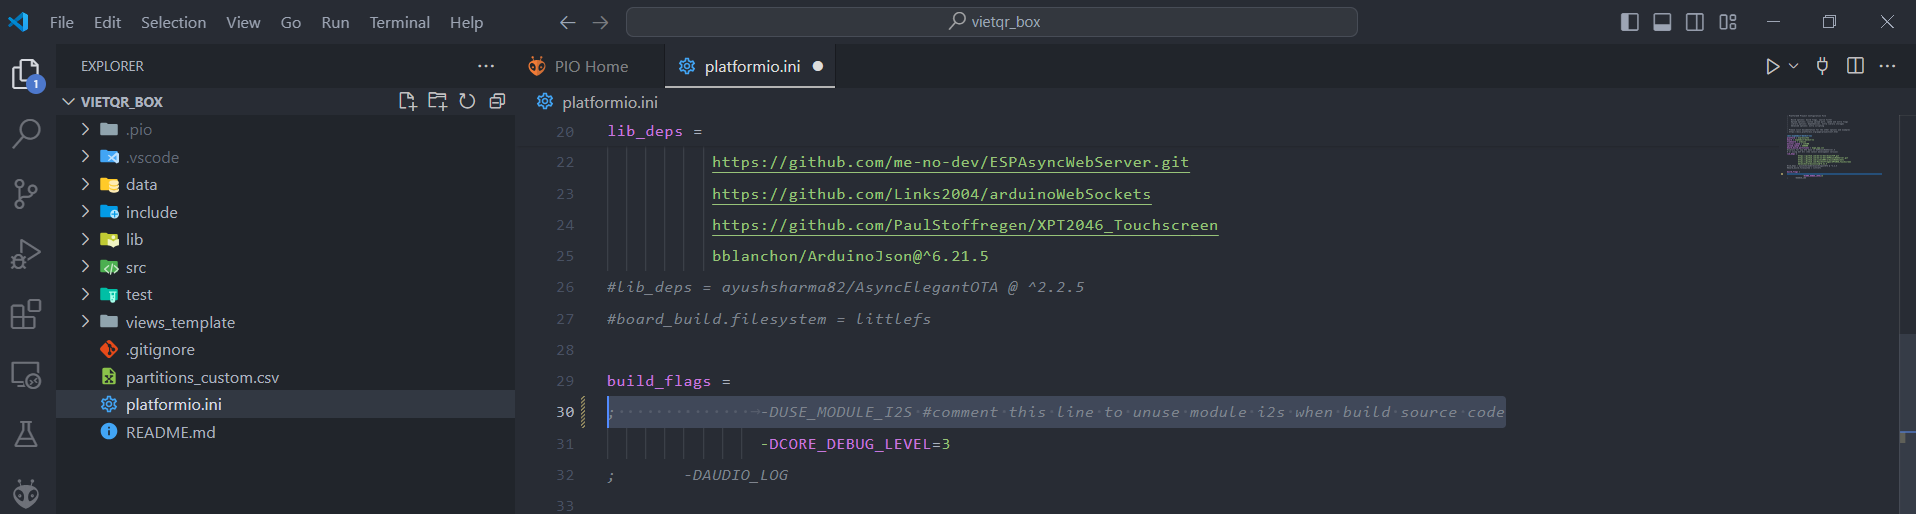 File Edit Selection View Go Run Terminal Help
vietqr_box
EXPLORER
PIO Home
platformio.ini
1
VIETQR_BOX
platformio.ini
.pio
.vscode
data
include
lib
src
test
views_template
.gitignore
partitions_custom.csv
platformio.ini
README.md
20 lib_deps =
22 https://github.com/me-no-dev/ESPAsyncWebServer.git
23 https://github.com/Links2004/arduinoWebSockets
24 https://github.com/PaulStoffregen/XPT2046_Touchscreen
25 bblanchon/ArduinoJson@^6.21.5
26 #lib_deps = ayushsharma82/AsyncElegantOTA @ ^2.2.5
27 #board_build.filesystem = littlefs
28
29 build_flags =
30 ; -DUSE_MODULE_I2S #comment this line to unuse module i2s when build source code
31 -DCORE_DEBUG_LEVEL=3
32 ; -DAUDIO_LOG
33